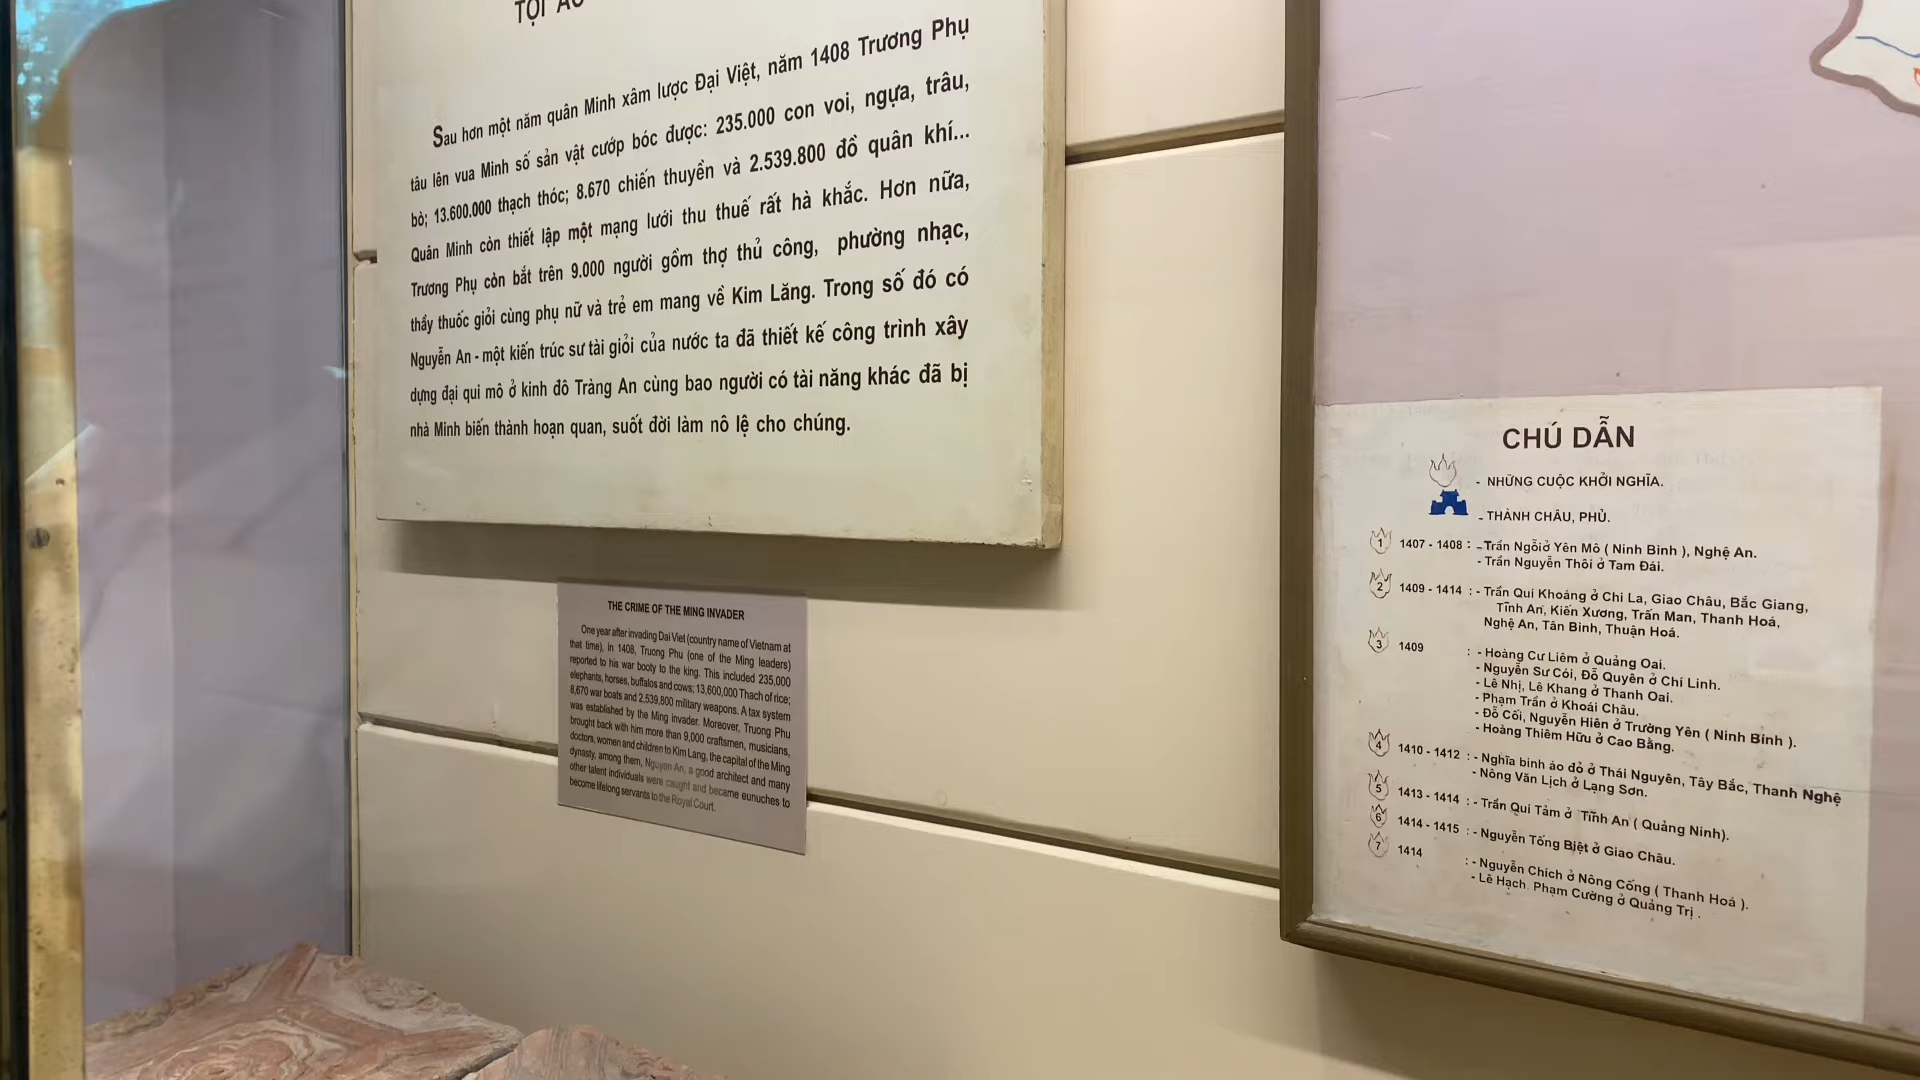 TỘI ÁC
Sau hơn một năm quân Minh xâm lược Đại Việt, năm 1408 Trương Phụ
tâu lên vua Minh số sản vật cướp bóc được: 235.000 con voi, ngựa, trâu,
bò; 13.600.000 thạch thóc; 8.670 chiến thuyền và 2.539.800 đồ quân khí...
Quân Minh còn thiết lập một mạng lưới thu thuế rất hà khắc. Hơn nữa,
Trương Phụ còn bắt trên 9.000 người gồm thợ thủ công, phường nhạc,
thầy thuốc giỏi cùng phụ nữ và trẻ em mang về Kim Lăng. Trong số đó có
Nguyễn An - một kiến trúc sư tài giỏi của nước ta đã thiết kế công trình xây
dựng đại qui mô ở kinh đô Tràng An cùng bao người có tài năng khác đã bị
nhà Minh biến thành hoạn quan, suốt đời làm nô lệ cho chúng.
THE CRIME OF THE MING INVADER
One year after invading Dai Viet (country name of Vietnam at
that time), in 1408, Truong Phu (one of the Ming leaders)
reported to his war booty to the king. This included 235,000
elephants, horses, buffalos and cows; 13,600,000 Thach of rice;
8,670 war boats and 2,539,800 military weapons. A tax system
was established by the Ming invader. Moreover, Truong Phu
brought back with him more than 9,000 craftsmen, musicians,
doctors, women and children to Kim Lang, the capital of the Ming
dynasty, among them, Nguyen An, a good architect and many
other talent individuals were caught and became eunuches to
become lifelong servants to the Royal Court.
CHÚ DẪN
- NHỮNG CUỘC KHỞI NGHĨA.
- THÀNH CHÂU, PHỦ.
1 1407 - 1408 : - Trần Ngỗi ở Yên Mô ( Ninh Bình ), Nghệ An.
- Trần Nguyễn Thôi ở Tam Đái.
2 1409 - 1414 : - Trần Quí Khoáng ở Chi La, Giao Châu, Bắc Giang,
Tĩnh An, Kiến Xương, Trấn Man, Thanh Hoá,
Nghệ An, Tân Bình, Thuận Hoá.
3 1409 : - Hoàng Cư Liêm ở Quảng Oai.
- Nguyễn Sư Cói, Đỗ Quyên ở Chí Linh.
- Lê Nhị, Lê Khang ở Thanh Oai.
- Phạm Trần ở Khoái Châu.
- Đỗ Cối, Nguyễn Hiên ở Trường Yên ( Ninh Bình ).
- Hoàng Thiêm Hữu ở Cao Bằng.
4 1410 - 1412 : - Nghĩa binh áo đỏ ở Thái Nguyên, Tây Bắc, Thanh Nghệ
- Nông Văn Lịch ở Lạng Sơn.
5 1413 - 1414 : - Trần Quí Tảm ở Tĩnh An ( Quảng Ninh).
6 1414 - 1415 : - Nguyễn Tống Biệt ở Giao Châu.
7 1414 : - Nguyễn Chích ở Nông Cống ( Thanh Hoá ).
- Lê Hạch Phạm Cường ở Quảng Trị .